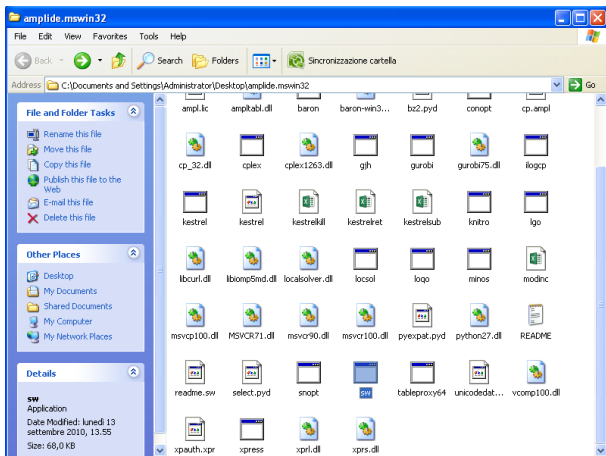 amplide.mswin32
File Edit View Favorites Tools Help
Back Search Folders Sincronizzazione cartella
Address C:\Documents and Settings\Administrator\Desktop\amplide.mswin32 Go
File and Folder Tasks
Rename this file
Move this file
Copy this file
Publish this file to the
Web
E-mail this file
Delete this file
Other Places
Desktop
My Documents
Shared Documents
My Computer
My Network Places
Details
sw
Application
Date Modified: lunedì 13
settembre 2010, 13.55
Size: 68,0 KB
ampl.lic ampltabl.dll baron baron-win3... bz2.pyd conopt cp.ampl
cp_32.dll cplex cplex1263.dll gjh gurobi gurobi75.dll ilogcp
kestrel kestrel kestrelkill kestrelret kestrelsub knitro lgo
libcurl.dll libiomp5md.dll localsolver.dll locsol loqo minos modinc
msvcp100.dll MSVCR71.dll msvcr90.dll msvcr100.dll pyexpat.pyd python27.dll README
readme.sw select.pyd snopt sw tableproxy64 unicodedat... vcomp100.dll
xpauth.xpr xpress xprl.dll xprs.dll